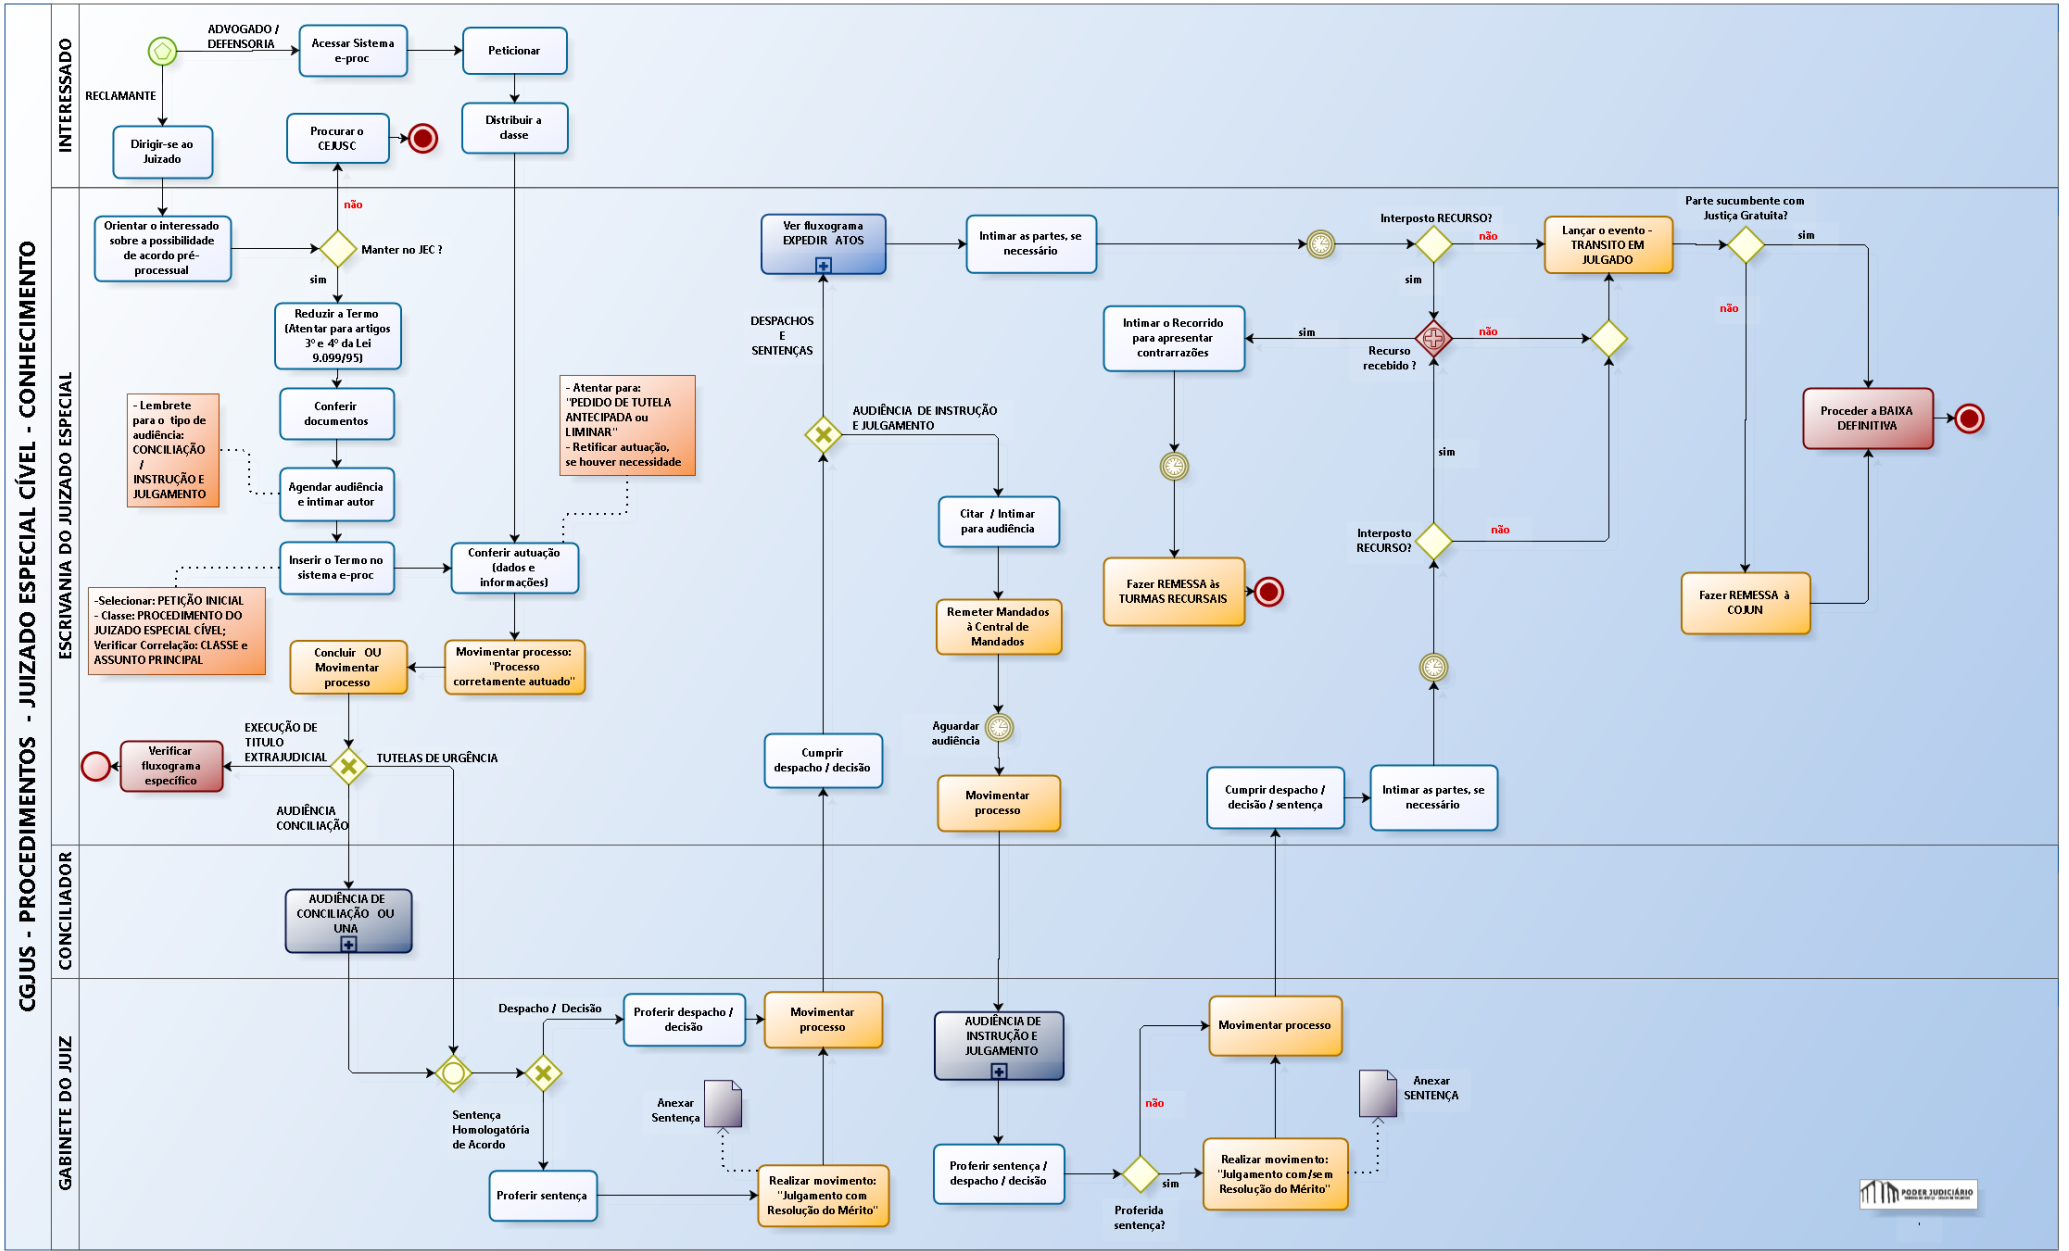 CGJUS - PROCEDIMENTOS - JUIZADO ESPECIAL CÍVEL - CONHECIMENTO
INTERESSADO
ADVOGADO /
DEFENSORIA
Acessar Sistema
e-proc
Peticionar
RECLAMANTE
Dirigir-se ao
Juizado
Procurar o
CEJUSC
Distribuir a
classe
ESCRIVANIA DO JUIZADO ESPECIAL
Orientar o interessado
sobre a possibilidade
de acordo pré-
processual
não
Manter no JEC ?
sim
Reduzir a Termo
(Atentar para artigos
3º e 4º da Lei
9.099/95)
Conferir
documentos
- Lembrete
para o tipo de
audiência:
CONCILIAÇÃO
/
INSTRUÇÃO E
JULGAMENTO
Agendar audiência
e intimar autor
- Atentar para:
"PEDIDO DE TUTELA
ANTECIPADA ou
LIMINAR"
- Retificar autuação,
se houver necessidade
Inserir o Termo no
sistema e-proc
Conferir autuação
(dados e
informações)
-Selecionar: PETIÇÃO INICIAL
- Classe: PROCEDIMENTO DO
JUIZADO ESPECIAL CÍVEL;
Verificar Correlação: CLASSE e
ASSUNTO PRINCIPAL
Concluir OU
Movimentar
processo
Movimentar processo:
"Processo
corretamente autuado"
EXECUÇÃO DE
TITULO
EXTRAJUDICIAL
Verificar
fluxograma
específico
TUTELAS DE URGÊNCIA
AUDIÊNCIA
CONCILIAÇÃO
Ver fluxograma
EXPEDIR ATOS
Intimar as partes, se
necessário
DESPACHOS
E
SENTENÇAS
AUDIÊNCIA DE INSTRUÇÃO
E JULGAMENTO
Citar / Intimar
para audiência
Remeter Mandados
à Central de
Mandados
Aguardar
audiência
Cumprir
despacho / decisão
Movimentar
processo
Interposto RECURSO?
não
sim
Lançar o evento -
TRANSITO EM
JULGADO
Parte sucumbente com
Justiça Gratuita?
sim
não
Intimar o Recorrido
para apresentar
contrarrazões
sim
não
Recurso
recebido ?
Proceder a BAIXA
DEFINITIVA
sim
Interposto
RECURSO?
não
Fazer REMESSA às
TURMAS RECURSAIS
Fazer REMESSA à
COJUN
Cumprir despacho /
decisão / sentença
Intimar as partes, se
necessário
CONCILIADOR
AUDIÊNCIA DE
CONCILIAÇÃO OU
UNA
GABINETE DO JUIZ
Despacho / Decisão
Proferir despacho /
decisão
Movimentar
processo
Sentença
Homologatória
de Acordo
Anexar
Sentença
Proferir sentença
Realizar movimento:
"Julgamento com
Resolução do Mérito"
AUDIÊNCIA DE
INSTRUÇÃO E
JULGAMENTO
Movimentar processo
não
Anexar
SENTENÇA
Proferir sentença /
despacho / decisão
sim
Proferida
sentença?
Realizar movimento:
"Julgamento com/sem
Resolução do Mérito"
PODER JUDICIÁRIO